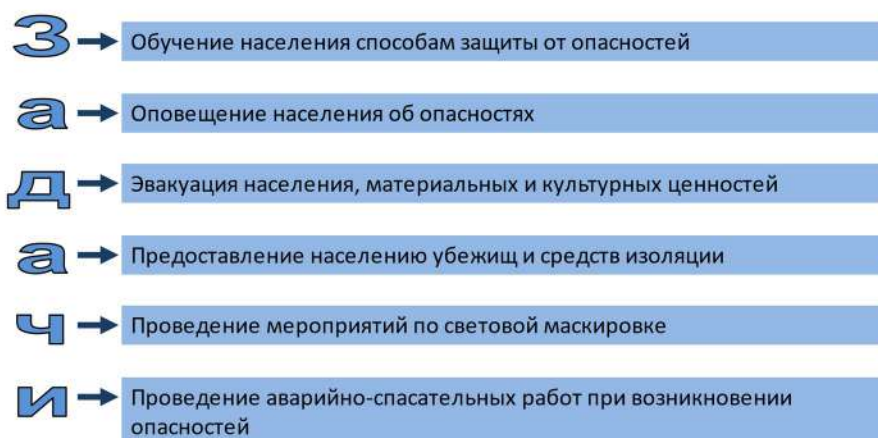 З Обучение населения способам защиты от опасностей
а Оповещение населения об опасностях
д Эвакуация населения, материальных и культурных ценностей
а Предоставление населению убежищ и средств изоляции
ч Проведение мероприятий по световой маскировке
и Проведение аварийно-спасательных работ при возникновении
опасностей